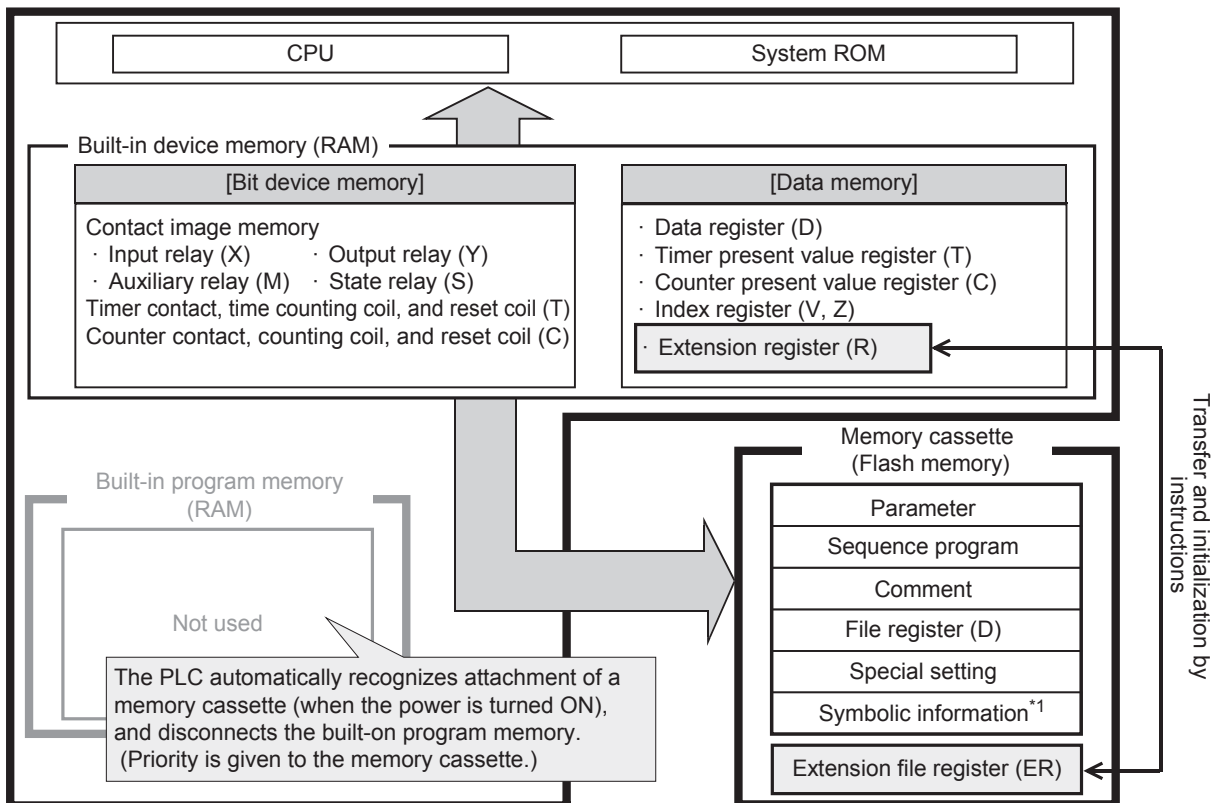 CPU
System ROM
Built-in device memory (RAM)
[Bit device memory]
Contact image memory
· Input relay (X) · Output relay (Y)
· Auxiliary relay (M) · State relay (S)
Timer contact, time counting coil, and reset coil (T)
Counter contact, counting coil, and reset coil (C)
[Data memory]
· Data register (D)
· Timer present value register (T)
· Counter present value register (C)
· Index register (V, Z)
· Extension register (R)
Transfer and initialization by
instructions
Built-in program memory
(RAM)
Not used
The PLC automatically recognizes attachment of a
memory cassette (when the power is turned ON),
and disconnects the built-on program memory.
(Priority is given to the memory cassette.)
Memory cassette
(Flash memory)
Parameter
Sequence program
Comment
File register (D)
Special setting
Symbolic information*1
Extension file register (ER)